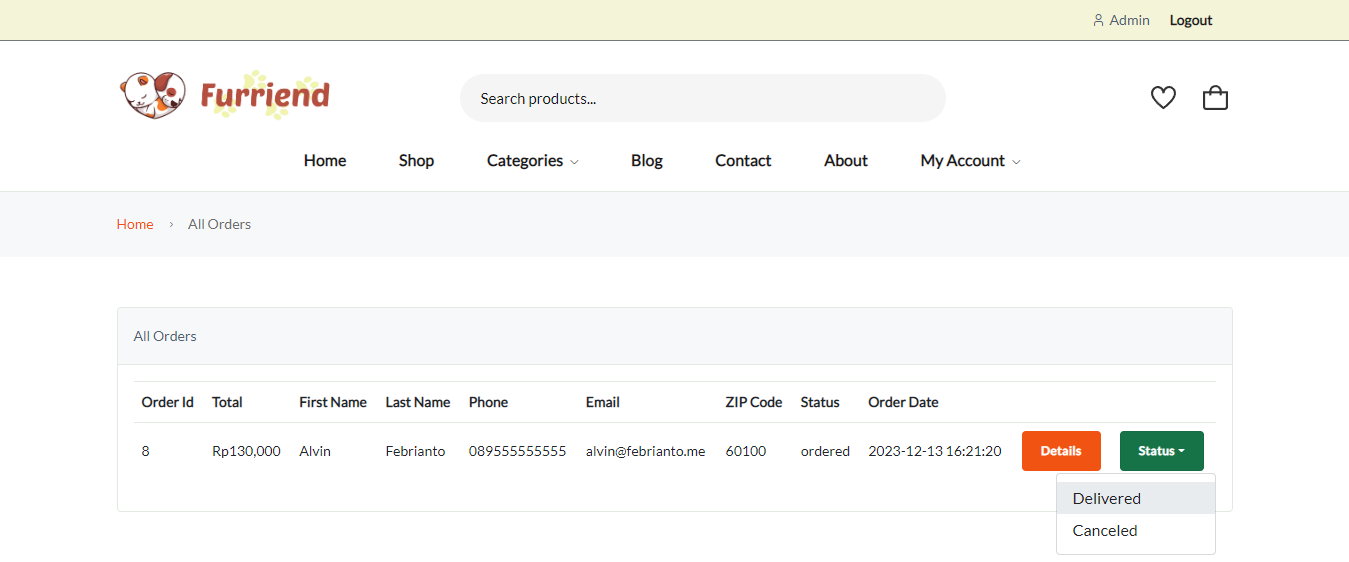 Admin Logout
Furriend
Search products...
Home Shop Categories Blog Contact About My Account
Home › All Orders
All Orders
Order Id Total First Name Last Name Phone Email ZIP Code Status Order Date
8 Rp130,000 Alvin Febrianto 089555555555 alvin@febrianto.me 60100 ordered 2023-12-13 16:21:20 Details Status
Delivered
Canceled